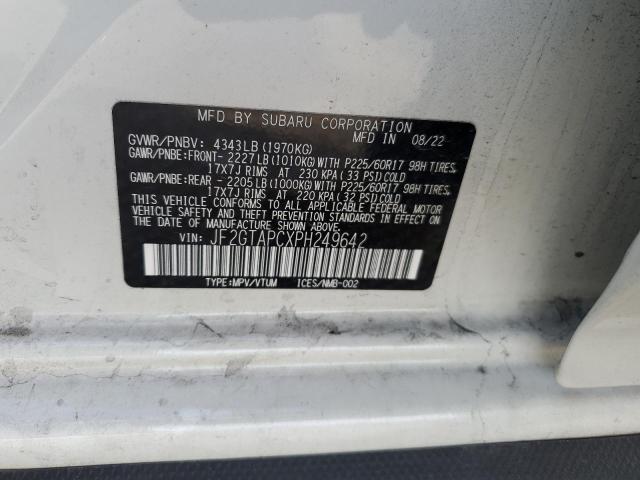 MFD BY SUBARU CORPORATION
MFD IN 08/22
GVWR/PNBV: 4343LB(1970KG)
GAWR/PNBE:FRONT- 2227LB(1010KG)WITH P225/60R17 98H TIRES,
17X7J RIMS AT 230 KPA(33 PSI)COLD
GAWR/PNBE:REAR - 2205LB(1000KG)WITH P225/60R17 98H TIRES,
17X7J RIMS AT 220 KPA(32 PSI)COLD
THIS VEHICLE CONFORMS TO ALL APPLICABLE FEDERAL MOTOR
VEHICLE SAFETY AND THEFT PREVENTION STANDARDS IN EFFECT ON
THE DATE OF MANUFACTURE SHOWN ABOVE.
VIN: JF2GTAPCXPH249642
TYPE:MPV/VTUM ICES/NMB-002